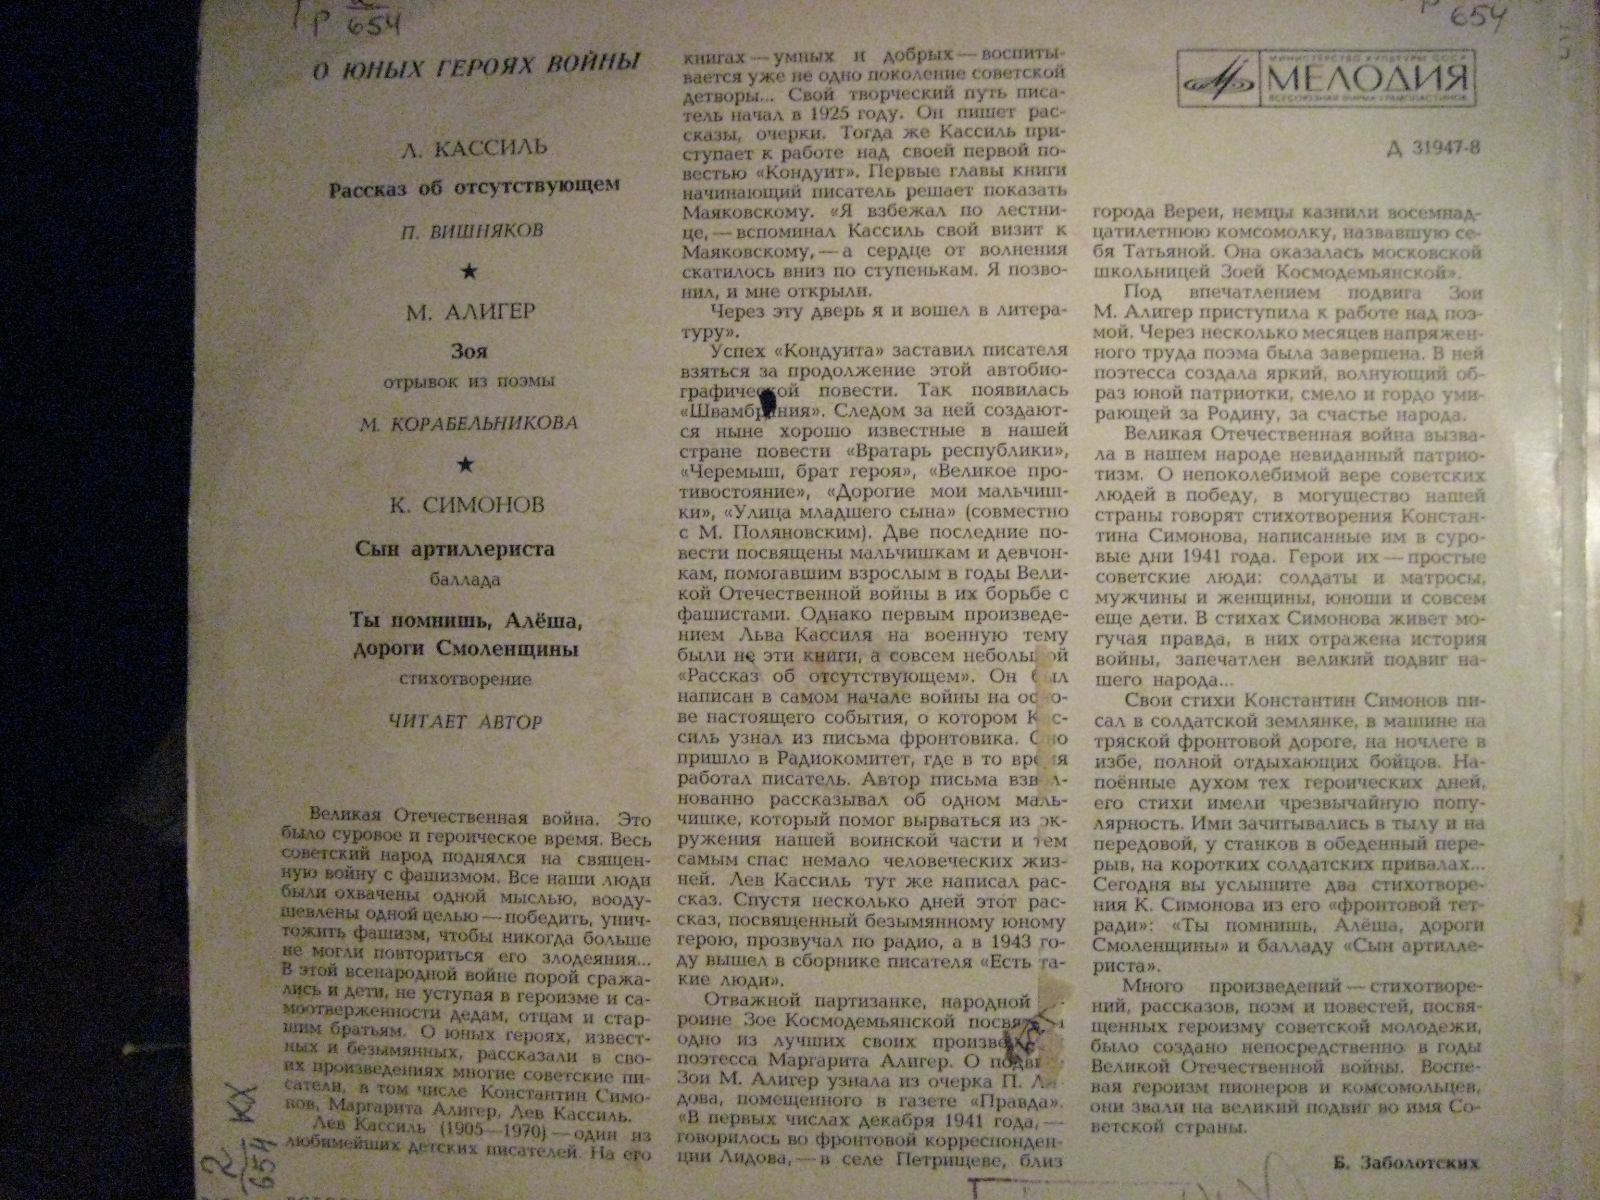 Р 654
654
О ЮНЫХ ГЕРОЯХ ВОЙНЫ
Л. КАССИЛЬ
Рассказ об отсутствующем
П. ВИШНЯКОВ
★
М. АЛИГЕР
Зоя
отрывок из поэмы
М. КОРАБЕЛЬНИКОВА
★
К. СИМОНОВ
Сын артиллериста
баллада
Ты помнишь, Алёша,
дороги Смоленщины
стихотворение
ЧИТАЕТ АВТОР
Великая Отечественная война. Это
было суровое и героическое время. Весь
советский народ поднялся на священ-
ную войну с фашизмом. Все наши люди
были охвачены одной мыслью, вооду-
шевлены одной целью — победить, унич-
тожить фашизм, чтобы никогда больше
не могли повториться его злодеяния...
В этой всенародной войне порой сража-
лись и дети, не уступая в героизме и са-
моотверженности дедам, отцам и стар-
шим братьям. О юных героях, извест-
ных и безымянных, рассказали в сво-
их произведениях многие советские пи-
сатели, в том числе Константин Симо-
нов, Маргарита Алигер, Лев Кассиль.
Лев Кассиль (1905—1970) — один из
любимейших детских писателей. На его
книгах — умных и добрых — воспиты-
вается уже не одно поколение советской
детворы... Свой творческий путь писа-
тель начал в 1925 году. Он пишет рас-
сказы, очерки. Тогда же Кассиль при-
ступает к работе над своей первой по-
вестью «Кондуит». Первые главы книги
начинающий писатель решает показать
Маяковскому. «Я взбежал по лестни-
це, — вспоминал Кассиль свой визит к
Маяковскому, — а сердце от волнения
скатилось вниз по ступенькам. Я позво-
нил, и мне открыли.
Через эту дверь я и вошел в литера-
туру».
Успех «Кондуита» заставил писателя
взяться за продолжение этой автобио-
графической повести. Так появилась
«Швамбрания». Следом за ней создают-
ся ныне хорошо известные в нашей
стране повести «Вратарь республики»,
«Черемыш, брат героя», «Великое про-
тивостояние», «Дорогие мои мальчиш-
ки», «Улица младшего сына» (совместно
с М. Поляновским). Две последние по-
вести посвящены мальчишкам и девчон-
кам, помогавшим взрослым в годы Вели-
кой Отечественной войны в их борьбе с
фашистами. Однако первым произведе-
нием Льва Кассиля на военную тему
были не эти книги, а совсем небольшой
«Рассказ об отсутствующем». Он был
написан в самом начале войны на осно-
ве настоящего события, о котором Кас-
силь узнал из письма фронтовика. Оно
пришло в Радиокомитет, где в то время
работал писатель. Автор письма взвол-
нованно рассказывал об одном маль-
чишке, который помог вырваться из ок-
ружения нашей воинской части и тем
самым спас немало человеческих жиз-
ней. Лев Кассиль тут же написал рас-
сказ. Спустя несколько дней этот рас-
сказ, посвященный безымянному юному
герою, прозвучал по радио, а в 1943 го-
ду вышел в сборнике писателя «Есть та-
кие люди».
Отважной партизанке, народной
роине Зое Космодемьянской посвятила
одно из лучших своих произведений
поэтесса Маргарита Алигер. О подвиге
Зои М. Алигер узнала из очерка П. Ли-
дова, помещенного в газете «Правда».
«В первых числах декабря 1941 года, —
говорилось во фронтовой корреспонден-
ции Лидова, — в селе Петрищеве, близ
МИНИСТЕРСТВО КУЛЬТУРЫ СССР
МЕЛОДИЯ
ВСЕСОЮЗНАЯ ФИРМА ГРАМПЛАСТИНОК
Д 31947-8
города Вереи, немцы казнили восемнад-
цатилетнюю комсомолку, назвавшую се-
бя Татьяной. Она оказалась московской
школьницей Зоей Космодемьянской».
Под впечатлением подвига Зои
М. Алигер приступила к работе над поэ-
мой. Через несколько месяцев напряжен-
ного труда поэма была завершена. В ней
поэтесса создала яркий, волнующий об-
раз юной патриотки, смело и гордо уми-
рающей за Родину, за счастье народа.
Великая Отечественная война вызва-
ла в нашем народе невиданный патрио-
тизм. О непоколебимой вере советских
людей в победу, в могущество нашей
страны говорят стихотворения Констан-
тина Симонова, написанные им в суро-
вые дни 1941 года. Герои их — простые
советские люди: солдаты и матросы,
мужчины и женщины, юноши и совсем
еще дети. В стихах Симонова живет мо-
гучая правда, в них отражена история
войны, запечатлен великий подвиг на-
шего народа...
Свои стихи Константин Симонов пи-
сал в солдатской землянке, в машине на
тряской фронтовой дороге, на ночлеге в
избе, полной отдыхающих бойцов. На-
поённые духом тех героических дней,
его стихи имели чрезвычайную попу-
лярность. Ими зачитывались в тылу и на
передовой, у станков в обеденный пере-
рыв, на коротких солдатских привалах...
Сегодня вы услышите два стихотворе-
ния К. Симонова из его «фронтовой тет-
ради»: «Ты помнишь, Алёша, дороги
Смоленщины» и балладу «Сын артилле-
риста».
Много произведений — стихотворе-
ний, рассказов, поэм и повестей, посвя-
щенных героизму советской молодежи,
было создано непосредственно в годы
Великой Отечественной войны. Воспе-
вая героизм пионеров и комсомольцев,
они звали на великий подвиг во имя Со-
ветской страны.
Б. Заболотских
2/654 КХ